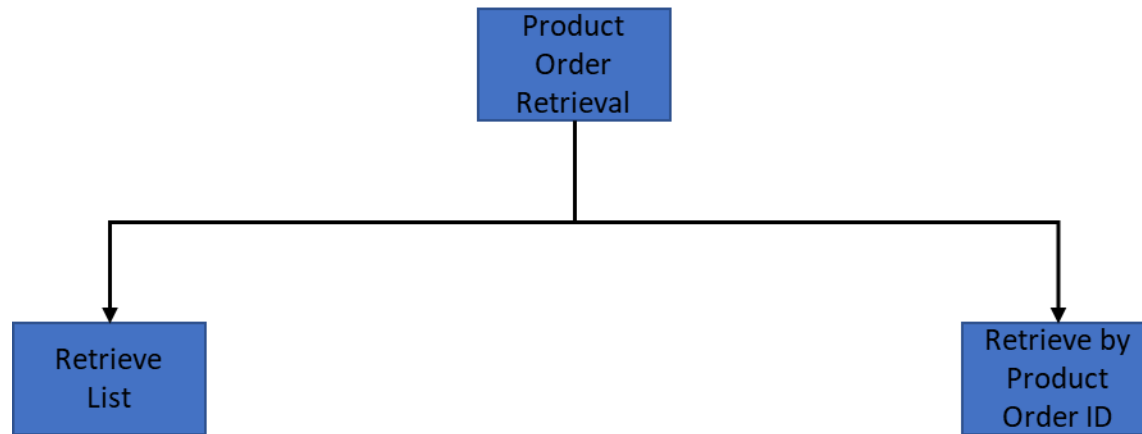 Product
Order
Retrieval
Retrieve
List
Retrieve by
Product
Order ID